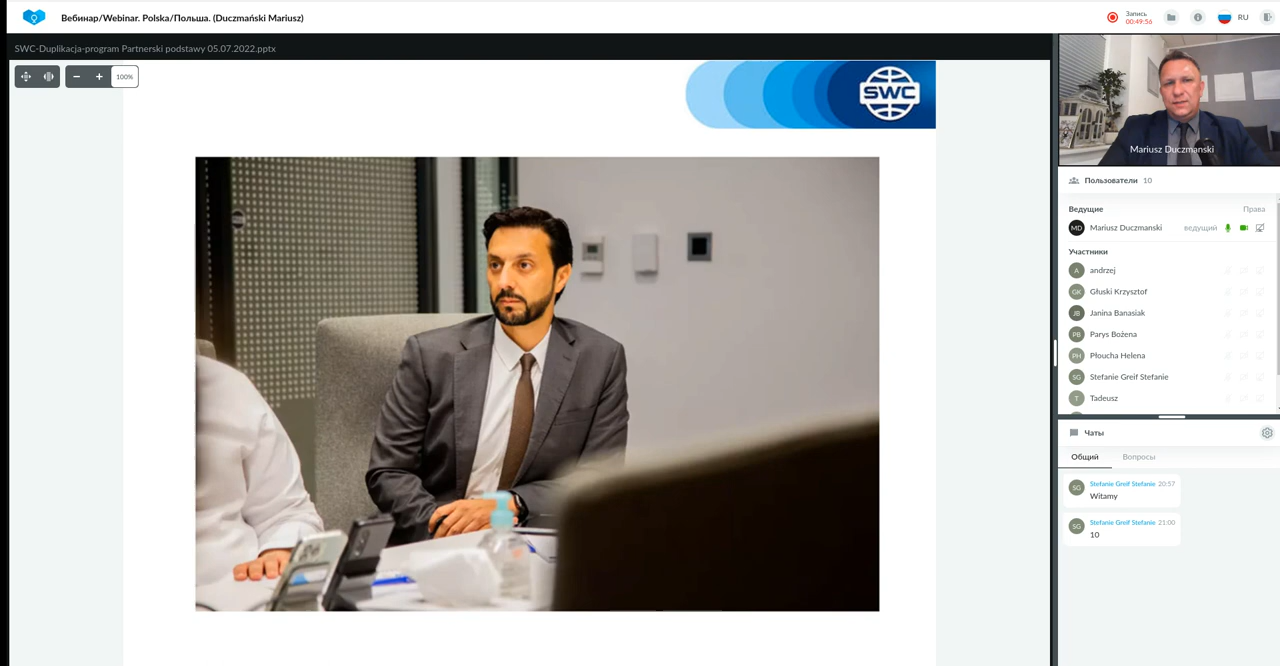 Вебинар/Webinar. Polska/Польша. (Duczmański Mariusz)
Запись
00:49:56
RU
SWC-Duplikacja-program Partnerski podstawy 05.07.2022.pptx
100%
SWC
Mariusz Duczmanski
Пользователи 10
Ведущие Права
MD Mariusz Duczmanski ведущий
Участники
A andrzej
GK Głuski Krzysztof
JB Janina Banasiak
PB Parys Bożena
PH Płoucha Helena
SG Stefanie Greif Stefanie
T Tadeusz
Чаты
Общий Вопросы
SG Stefanie Greif Stefanie 20:57
Witamy
SG Stefanie Greif Stefanie 21:00
10